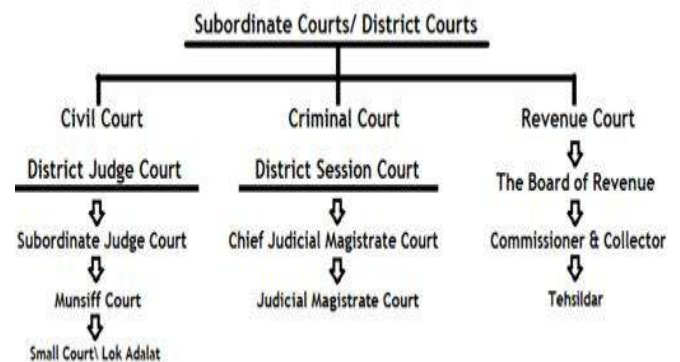 Subordinate Courts/ District Courts
Civil Court
District Judge Court
Subordinate Judge Court
Munsiff Court
Small Court\ Lok Adalat
Criminal Court
District Session Court
Chief Judicial Magistrate Court
Judicial Magistrate Court
Revenue Court
The Board of Revenue
Commissioner & Collector
Tehsildar